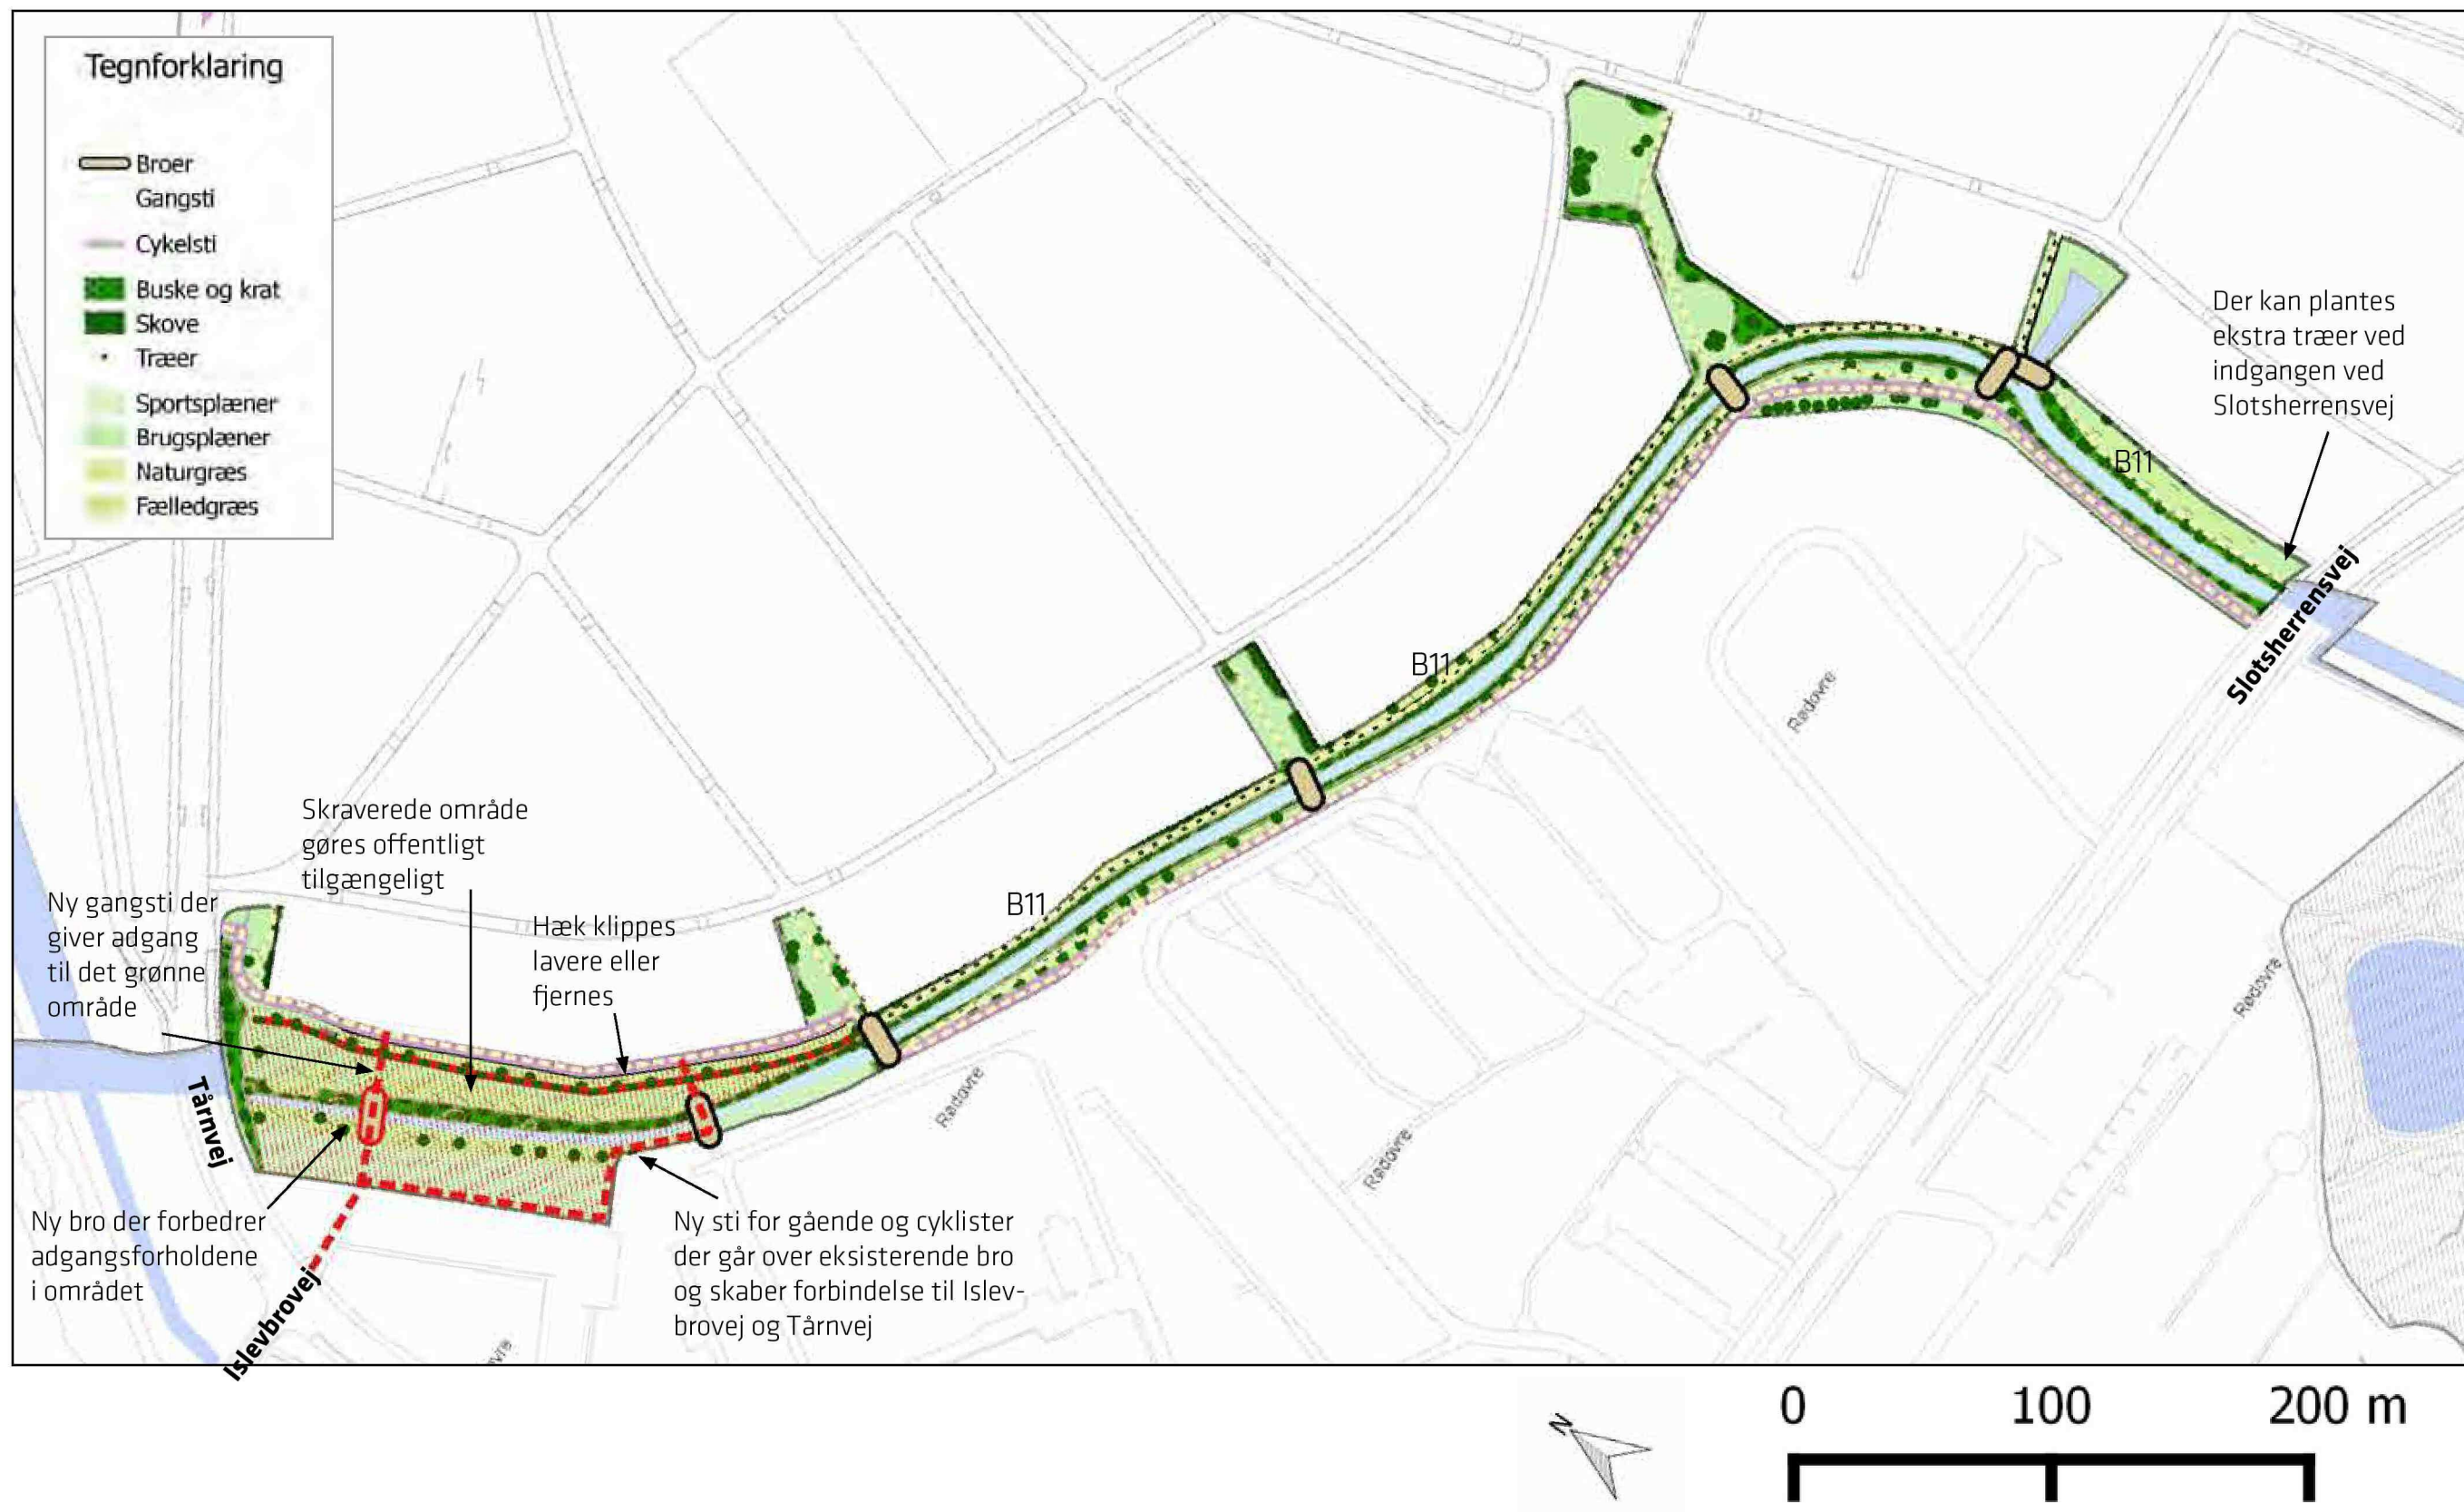 Tegnforklaring
Broer
Gangsti
Cykelsti
Buske og krat
Skove
Træer
Sportsplæner
Brugsplæner
Naturgræs
Fælledgræs
Der kan plantes
ekstra træer ved
indgangen ved
Slotsherrensvej
B11
Slotsherrensvej
B11
Rødovre
Skraverede område
gøres offentligt
tilgængeligt
Ny gangsti der
giver adgang
til det grønne
område
Hæk klippes
lavere eller
fjernes
B11
Rødovre
Rødovre
Rødovre
Tårnvej
Ny bro der forbedrer
adgangsforholdene
i området
Islevbrovej
Ny sti for gående og cyklister
der går over eksisterende bro
og skaber forbindelse til Islev-
brovej og Tårnvej
N
0 100 200 m